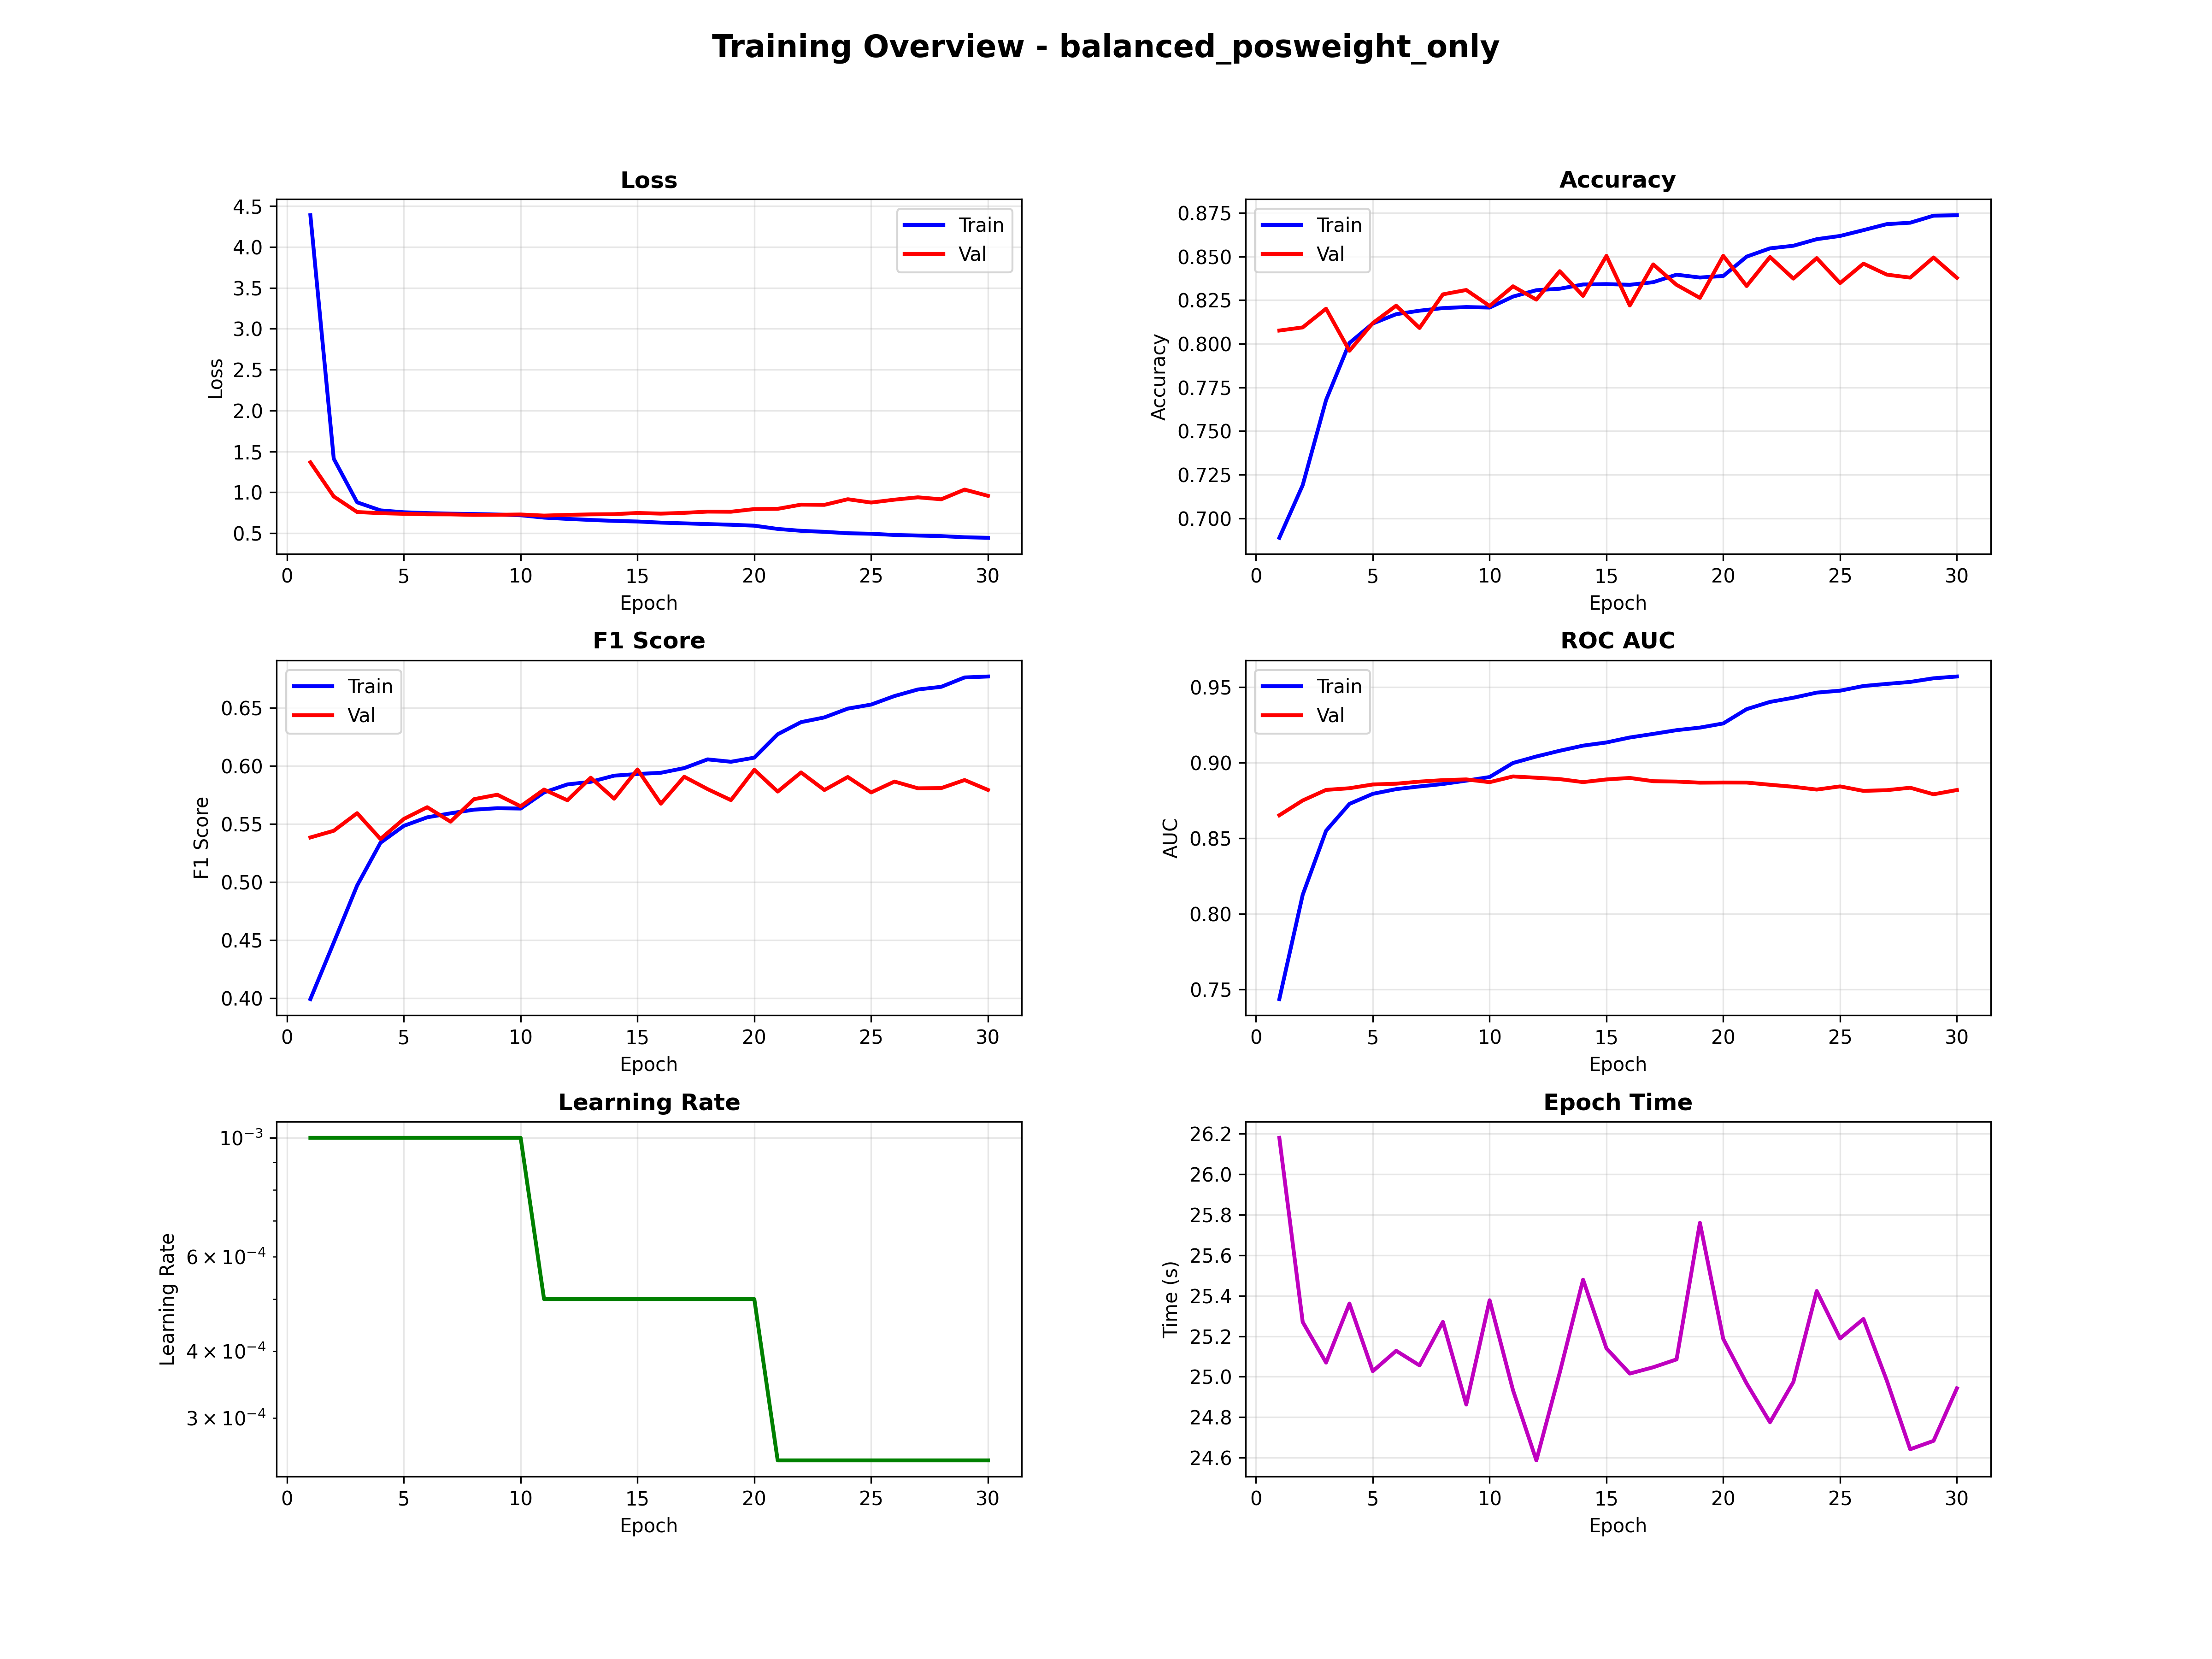 Training Overview - balanced_posweight_only
Loss
4.5
4.0
3.5
3.0
2.5
2.0
1.5
1.0
0.5
Loss
Train
Val
0 5 10 15 20 25 30
Epoch
Accuracy
0.875
0.850
0.825
0.800
0.775
0.750
0.725
0.700
Accuracy
Train
Val
0 5 10 15 20 25 30
Epoch
F1 Score
0.65
0.60
0.55
0.50
0.45
0.40
F1 Score
Train
Val
0 5 10 15 20 25 30
Epoch
ROC AUC
0.95
0.90
0.85
0.80
0.75
AUC
Train
Val
0 5 10 15 20 25 30
Epoch
Learning Rate
10⁻³
6 × 10⁻⁴
4 × 10⁻⁴
3 × 10⁻⁴
Learning Rate
0 5 10 15 20 25 30
Epoch
Epoch Time
26.2
26.0
25.8
25.6
25.4
25.2
25.0
24.8
24.6
Time (s)
0 5 10 15 20 25 30
Epoch